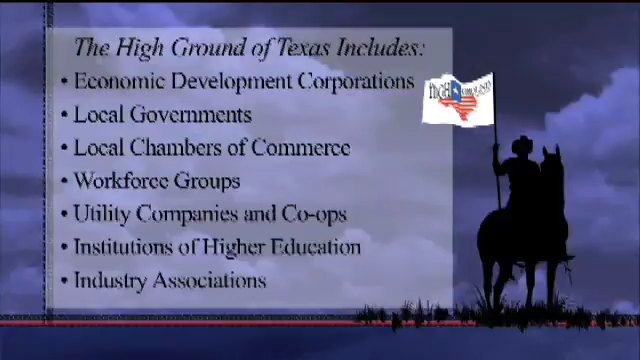 The High Ground of Texas Includes:
• Economic Development Corporations
• Local Governments
• Local Chambers of Commerce
• Workforce Groups
• Utility Companies and Co-ops
• Institutions of Higher Education
• Industry Associations